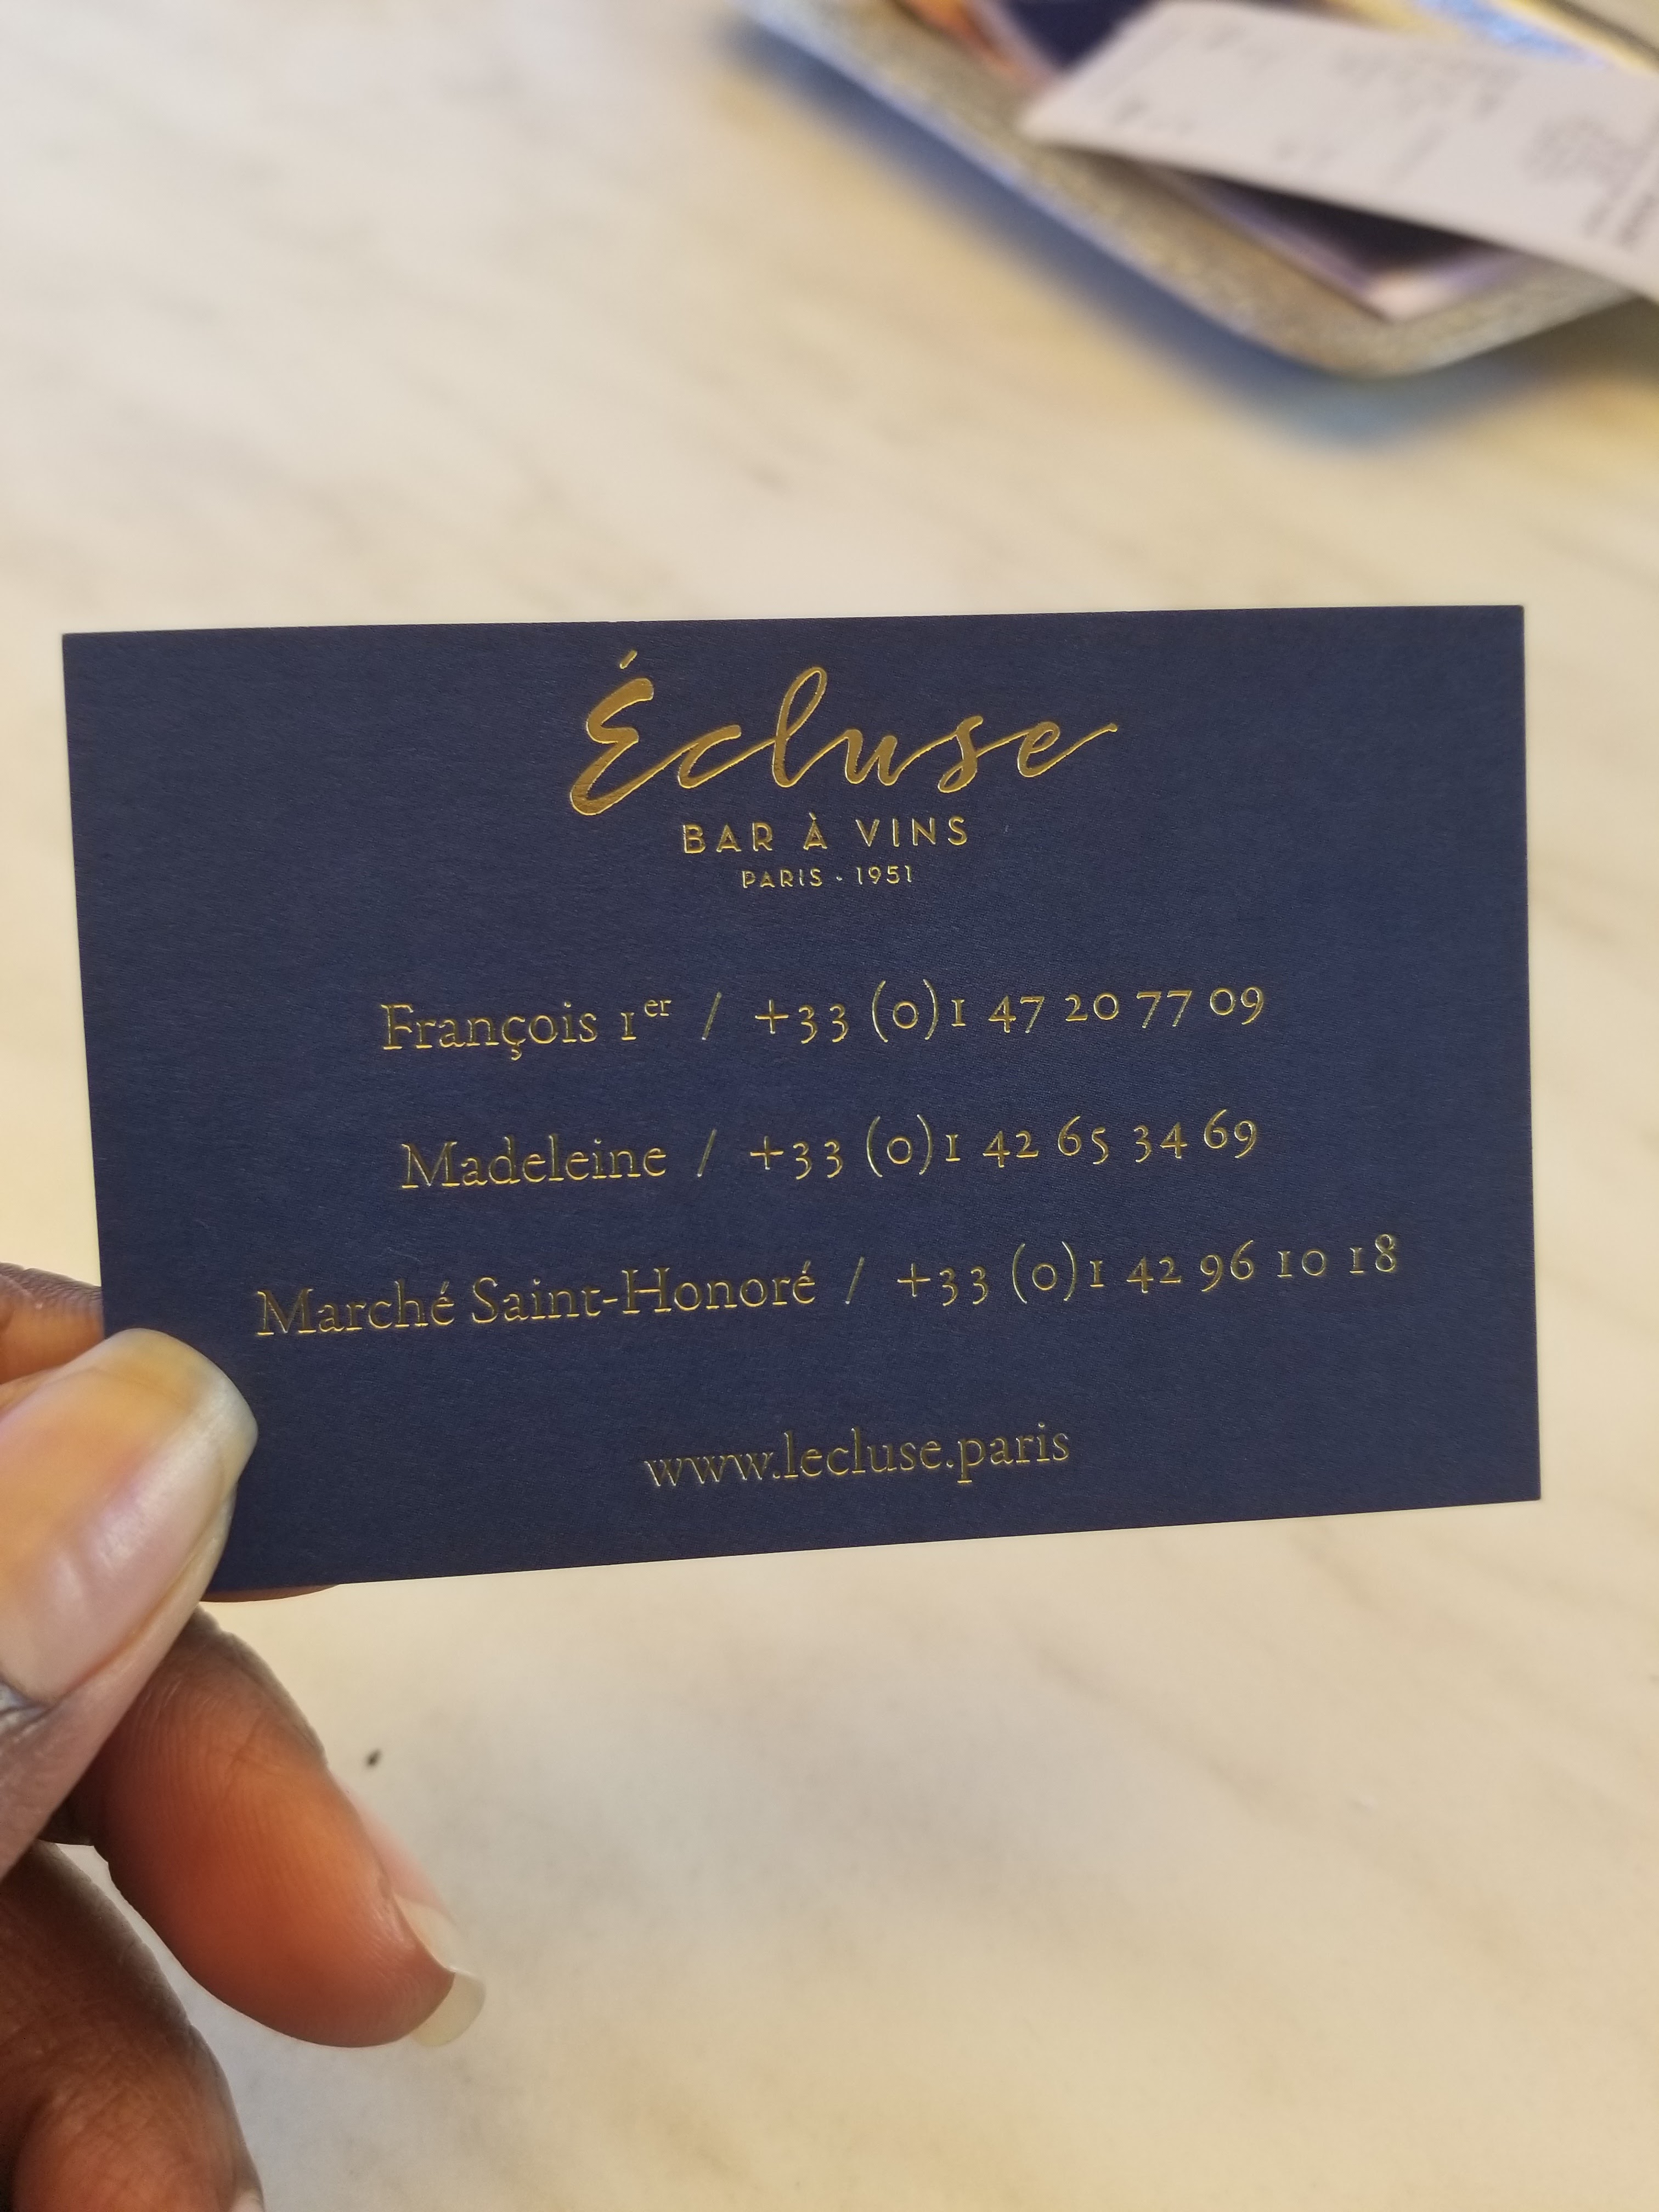 Écluse
BAR À VINS
PARIS - 1951
François 1er / +33 (0)1 47 20 77 09
Madeleine / +33 (0)1 42 65 34 69
Marché Saint-Honoré / +33 (0)1 42 96 10 18
www.lecluse.paris